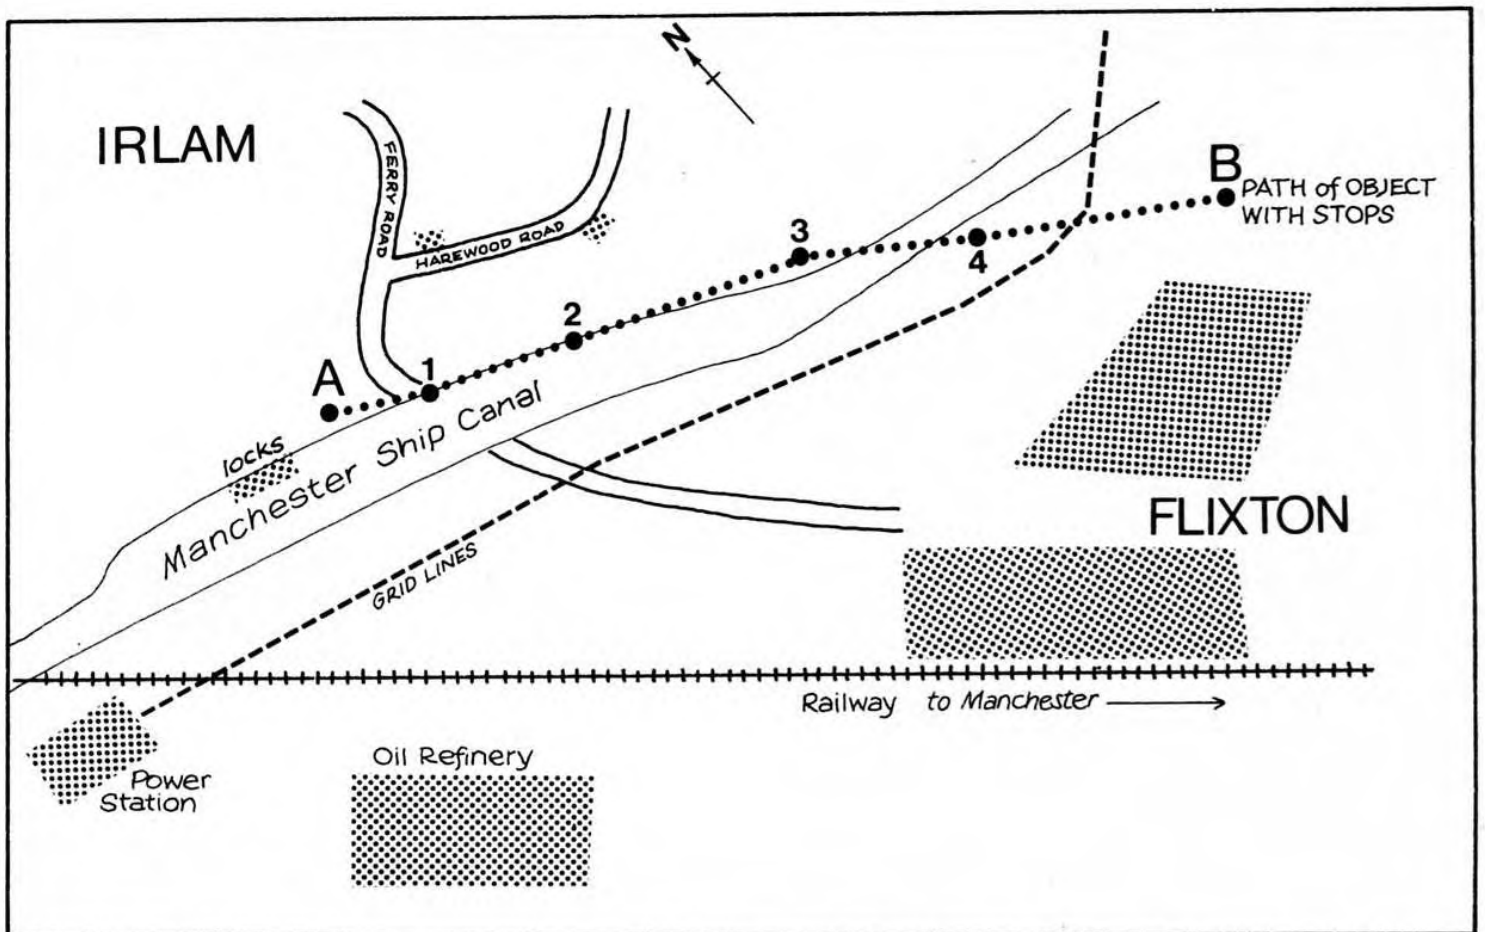 N
IRLAM
FERRY ROAD
HAREWOOD ROAD
B
PATH of OBJECT
WITH STOPS
3
4
2
A
1
locks
Manchester Ship Canal
GRID LINES
FLIXTON
Railway to Manchester
Oil Refinery
Power
Station